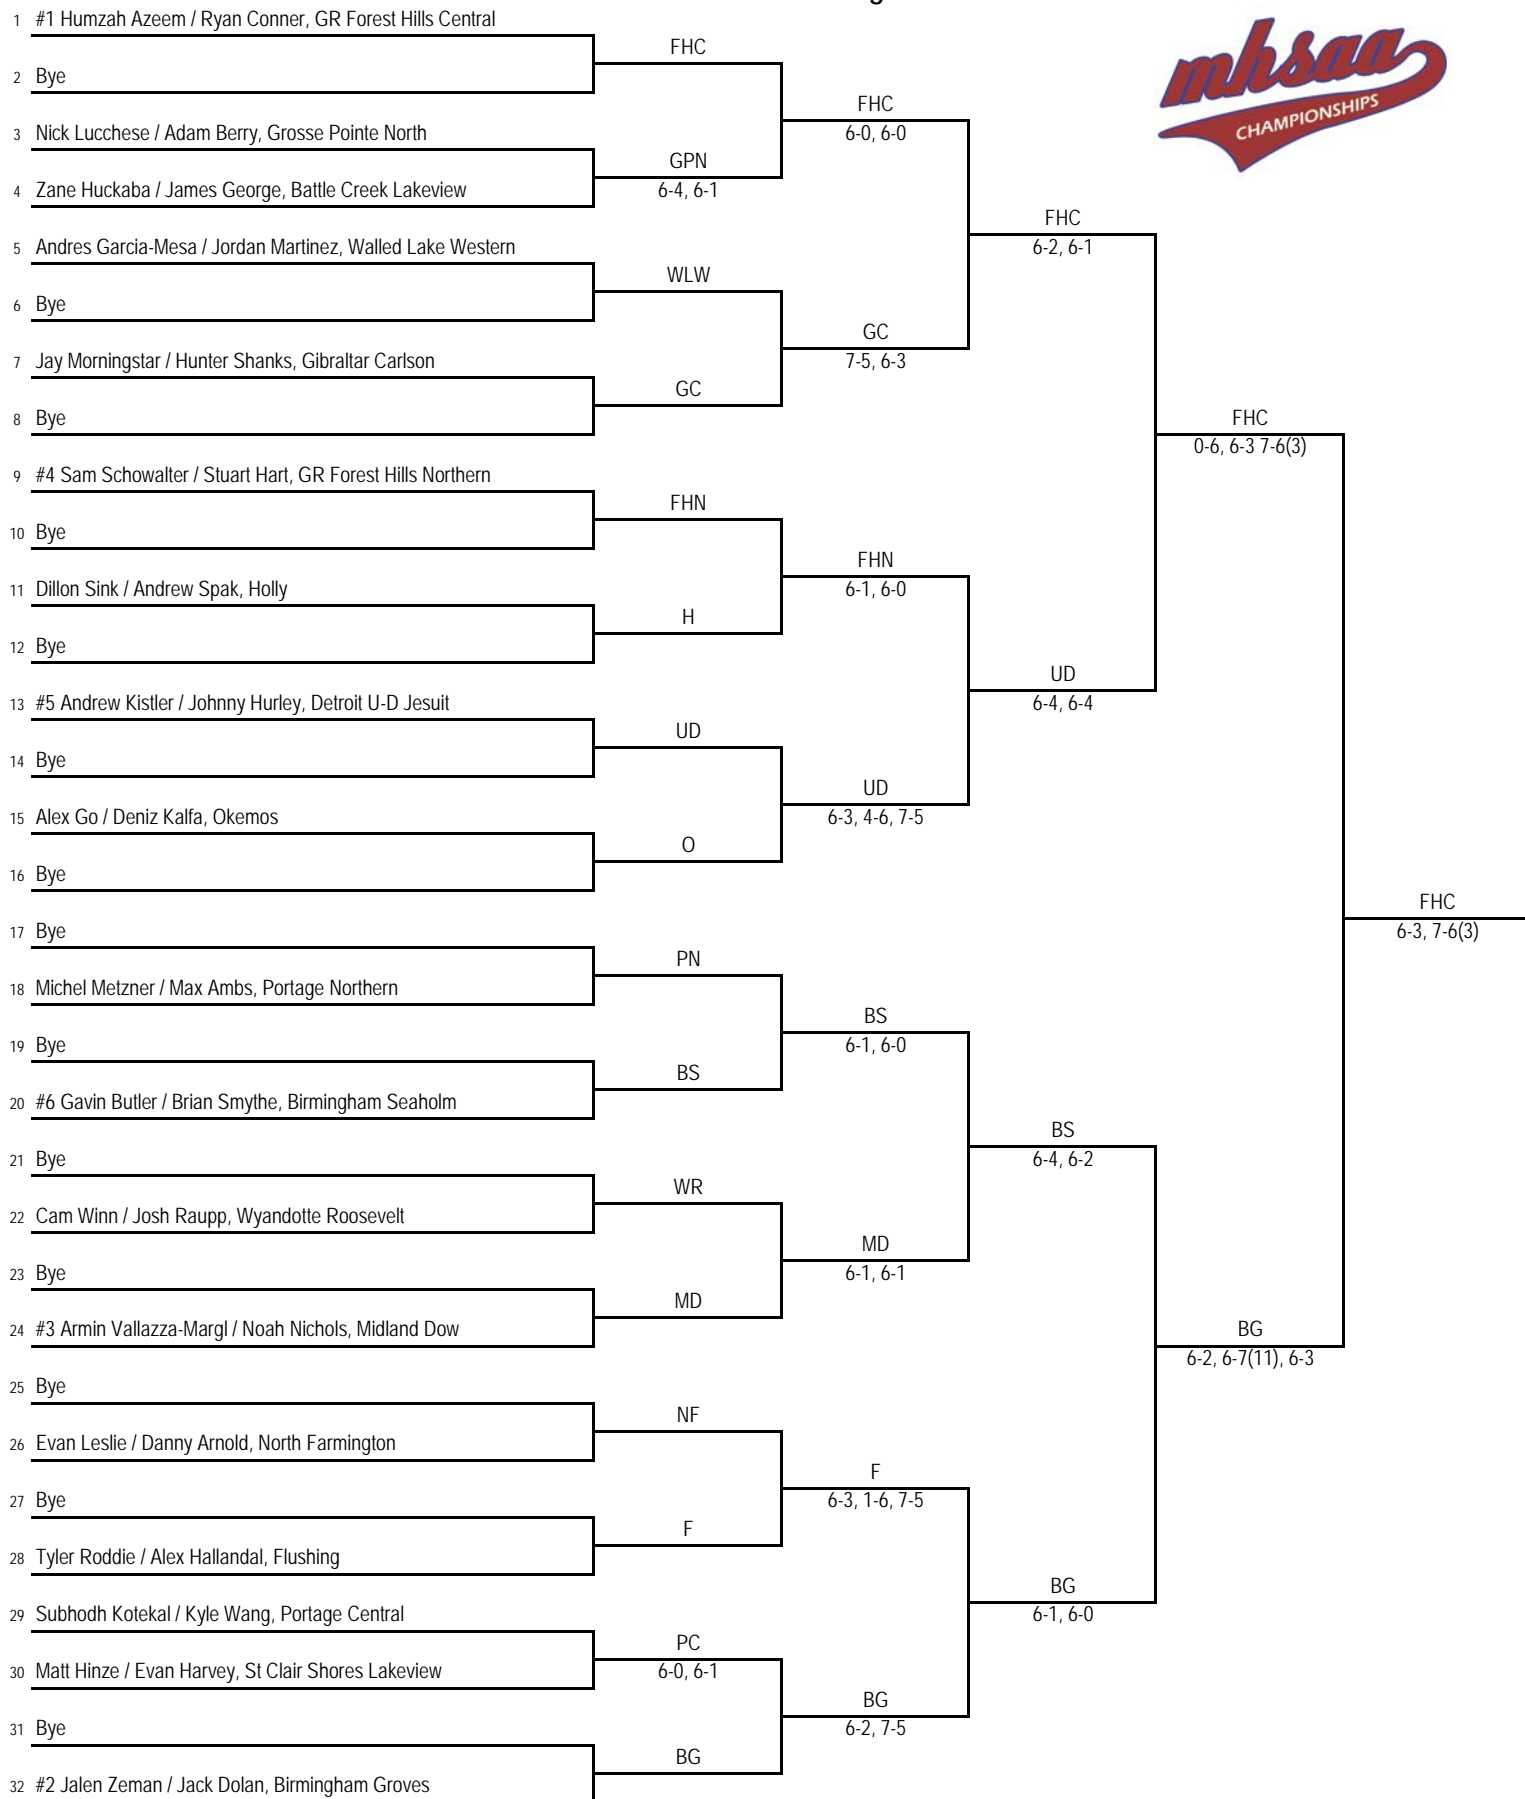 1 #1 Humzah Azeem / Ryan Conner, GR Forest Hills Central
FHC
2 Bye
FHC
6-0, 6-0
3 Nick Lucchese / Adam Berry, Grosse Pointe North
GPN
6-4, 6-1
4 Zane Huckaba / James George, Battle Creek Lakeview
FHC
6-2, 6-1
5 Andres Garcia-Mesa / Jordan Martinez, Walled Lake Western
WLW
6 Bye
GC
7-5, 6-3
7 Jay Morningstar / Hunter Shanks, Gibraltar Carlson
GC
8 Bye
FHC
0-6, 6-3 7-6(3)
9 #4 Sam Schowalter / Stuart Hart, GR Forest Hills Northern
FHN
10 Bye
FHN
6-1, 6-0
11 Dillon Sink / Andrew Spak, Holly
H
12 Bye
UD
6-4, 6-4
13 #5 Andrew Kistler / Johnny Hurley, Detroit U-D Jesuit
UD
14 Bye
UD
6-3, 4-6, 7-5
15 Alex Go / Deniz Kalfa, Okemos
O
16 Bye
FHC
6-3, 7-6(3)
17 Bye
PN
18 Michel Metzner / Max Ambs, Portage Northern
BS
6-1, 6-0
19 Bye
BS
20 #6 Gavin Butler / Brian Smythe, Birmingham Seaholm
BS
6-4, 6-2
21 Bye
WR
22 Cam Winn / Josh Raupp, Wyandotte Roosevelt
MD
6-1, 6-1
23 Bye
MD
24 #3 Armin Vallazza-Margl / Noah Nichols, Midland Dow
BG
6-2, 6-7(11), 6-3
25 Bye
NF
26 Evan Leslie / Danny Arnold, North Farmington
F
6-3, 1-6, 7-5
27 Bye
F
28 Tyler Roddie / Alex Hallandal, Flushing
BG
6-1, 6-0
29 Subhodh Kotekal / Kyle Wang, Portage Central
PC
6-0, 6-1
30 Matt Hinze / Evan Harvey, St Clair Shores Lakeview
BG
6-2, 7-5
31 Bye
BG
32 #2 Jalen Zeman / Jack Dolan, Birmingham Groves
mhsaa
CHAMPIONSHIPS